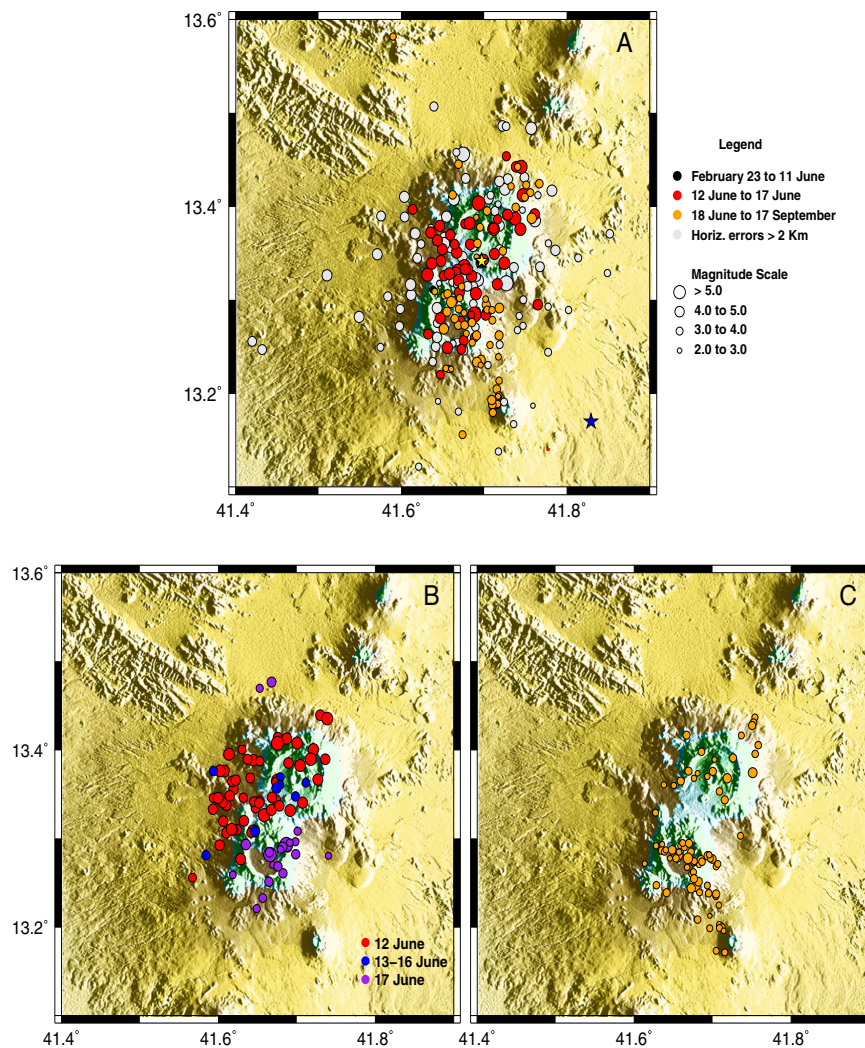 13.6°
A
Legend
February 23 to 11 June
12 June to 17 June
18 June to 17 September
Horiz. errors > 2 Km
13.4°
Magnitude Scale
> 5.0
4.0 to 5.0
3.0 to 4.0
2.0 to 3.0
13.2°
41.4° 41.6° 41.8°
13.6°
B C
13.4°
13.2°
12 June
13−16 June
17 June
41.4° 41.6° 41.8° 41.4° 41.6° 41.8°